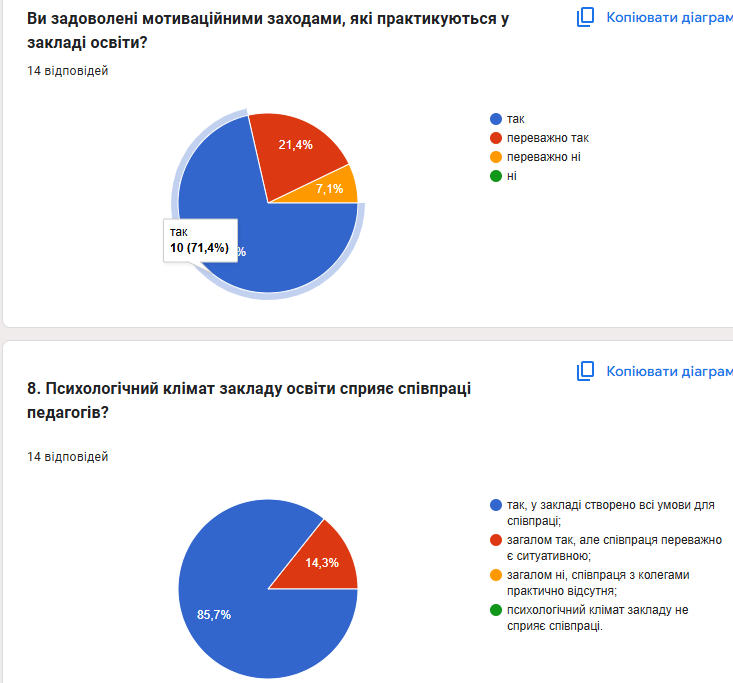 Ви задоволені мотиваційними заходами, які практикуються у
закладі освіти?
Копіювати діаграм
14 відповідей
21,4%
7,1%
так
10 (71,4%)
%
так
переважно так
переважно ні
ні
8. Психологічний клімат закладу освіти сприяє співпраці
педагогів?
Копіювати діаграм
14 відповідей
14,3%
85,7%
так, у закладі створено всі умови для
співпраці;
загалом так, але співпраця переважно
є ситуативною;
загалом ні, співпраця з колегами
практично відсутня;
психологічний клімат закладу не
сприяє співпраці.